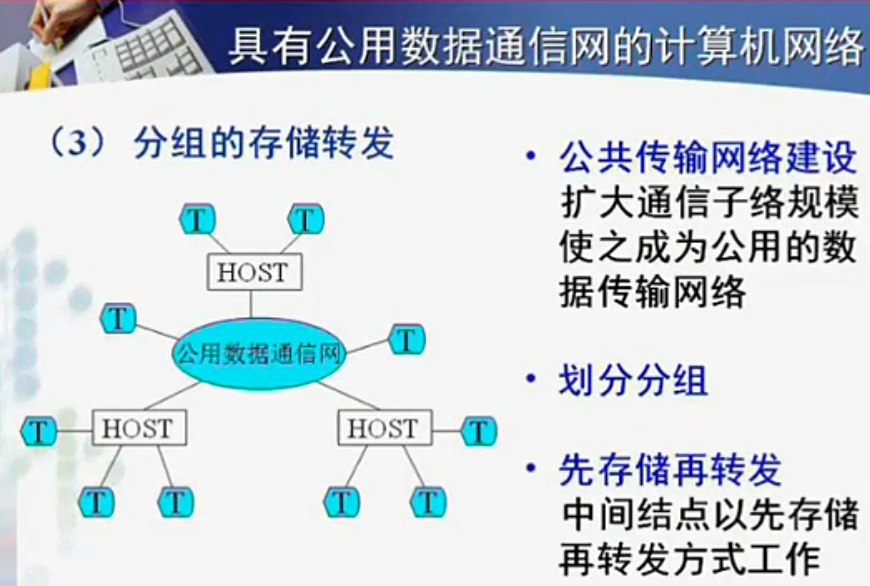 具有公用数据通信网的计算机网络
（3） 分组的存储转发
T
T
HOST
T
公用数据通信网
T
T
HOST
T
T
HOST
T
T
T
• 公共传输网络建设
扩大通信子络规模
使之成为公用的数
据传输网络
• 划分分组
• 先存储再转发
中间结点以先存储
再转发方式工作